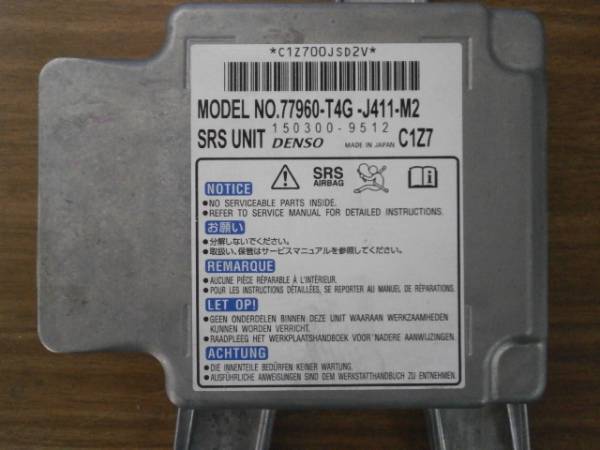 *C1Z700JSD2V*
MODEL NO.77960-T4G -J411-M2
150300-9512
SRS UNIT DENSO MADE IN JAPAN C1Z7
SRS
AIRBAG
NOTICE
●NO SERVICEABLE PARTS INSIDE.
●REFER TO SERVICE MANUAL FOR DETAILED INSTRUCTIONS.
お願い
●分解しないでください。
●取扱い、保管はサービスマニュアルを参照してください。
REMARQUE
●AUCUNE PIÈCE RÉPARABLE À L'INTÉRIEUR.
●POUR LES INSTRUCTIONS DÉTAILLÉES, SE REPORTER AU MANUEL DE RÉPARATIONS.
LET OP!
●GEEN ONDERDELEN BINNEN DEZE UNIT WAARAAN WERKZAAMHEDEN
KUNNEN WORDEN VERRICHT.
●RAADPLEEG HET WERKPLAATSHANDBOEK VOOR NADERE AANWIJZINGEN.
ACHTUNG
●DIE INNENTEILE BEDÜRFEN KEINER WARTUNG.
●AUSFÜHRLICHE ANWEISUNGEN SIND DEM WERKSTATTHANDBUCH ZU ENTNEHMEN.